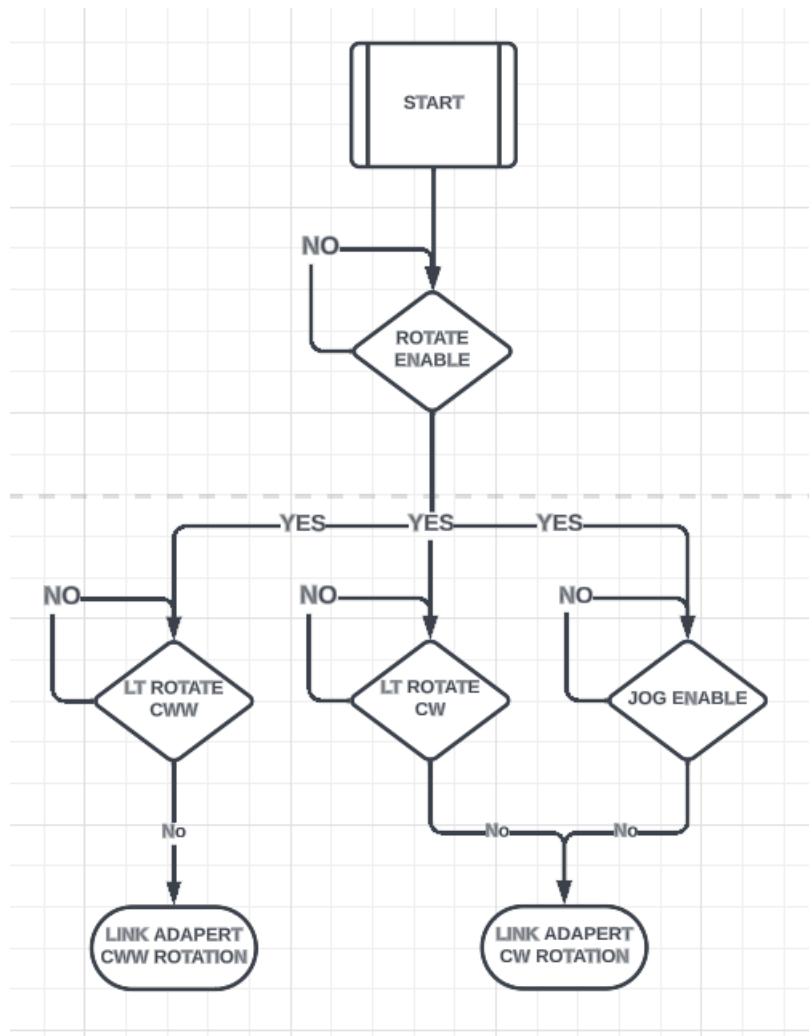 START
NO
ROTATE
ENABLE
YES YES YES
NO NO NO
LT ROTATE
CWW
LT ROTATE
CW
JOG ENABLE
No No No
LINK ADAPERT
CWW ROTATION
LINK ADAPERT
CW ROTATION